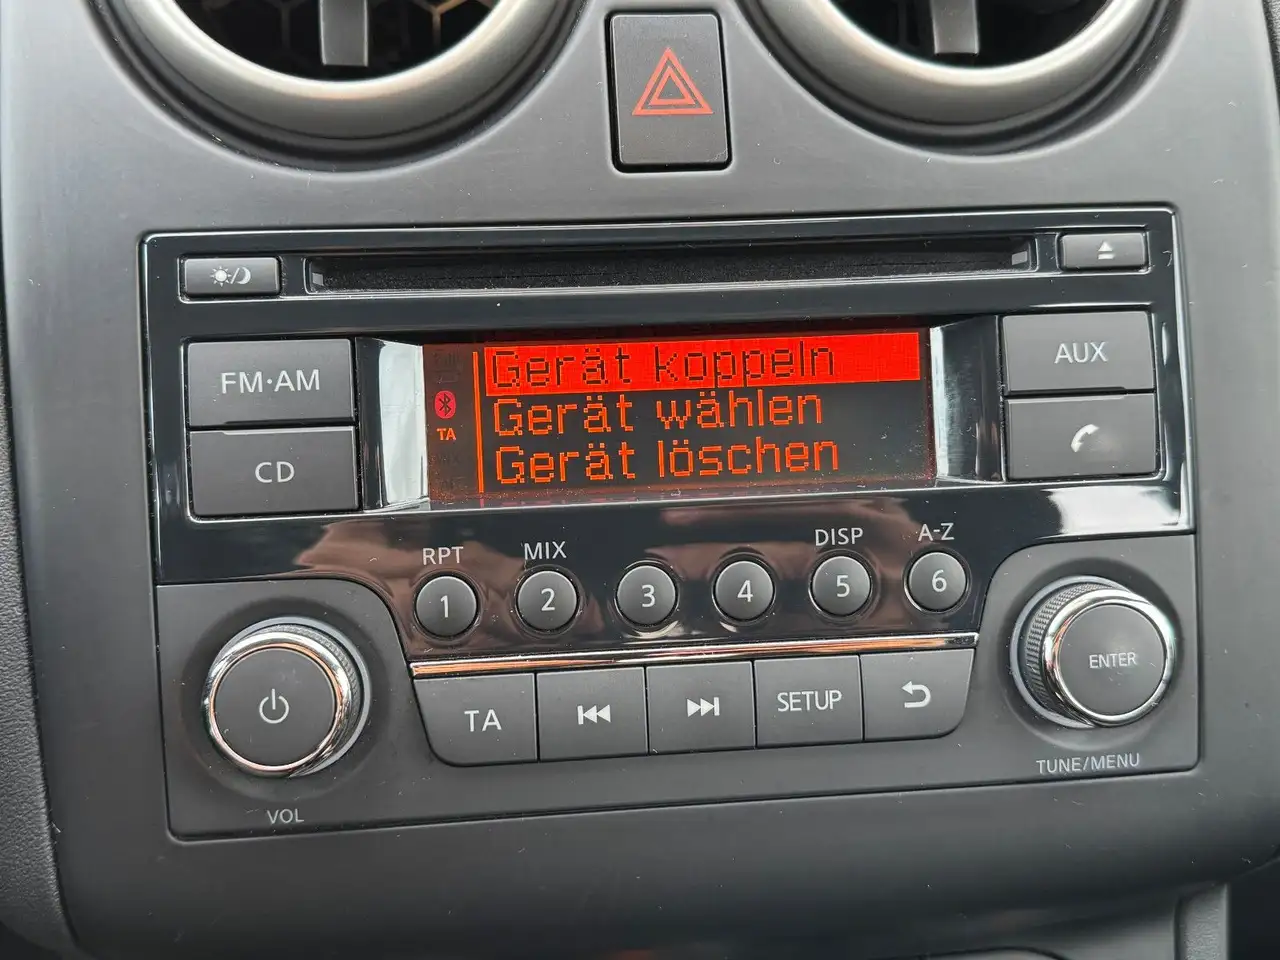 Gerät koppeln
Gerät wählen
Gerät löschen
TA
FM·AM
CD
AUX
RPT
MIX
DISP
A-Z
1
2
3
4
5
6
TA
SETUP
ENTER
VOL
TUNE/MENU